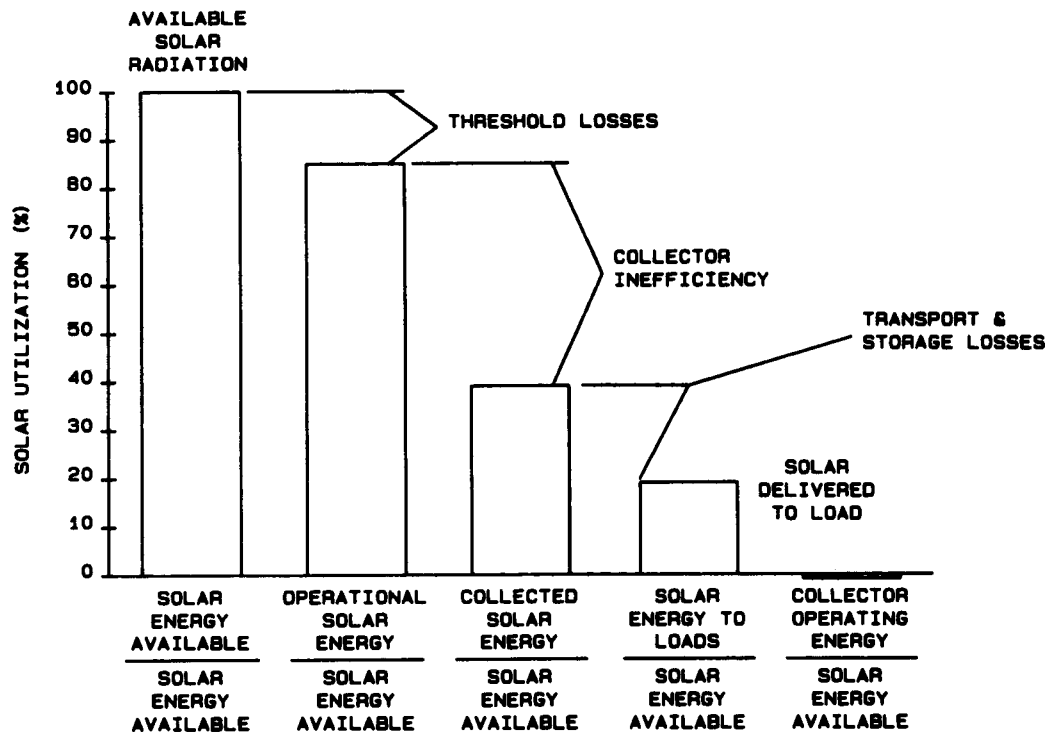 AVAILABLE
SOLAR
RADIATION
100
90
80
70
60
50
40
30
20
10
0
SOLAR UTILIZATION (%)
THRESHOLD LOSSES
COLLECTOR
INEFFICIENCY
TRANSPORT &
STORAGE LOSSES
SOLAR
DELIVERED
TO LOAD
SOLAR
ENERGY
AVAILABLE
SOLAR
ENERGY
AVAILABLE
OPERATIONAL
SOLAR
ENERGY
SOLAR
ENERGY
AVAILABLE
COLLECTED
SOLAR
ENERGY
SOLAR
ENERGY
AVAILABLE
SOLAR
ENERGY TO
LOADS
SOLAR
ENERGY
AVAILABLE
COLLECTOR
OPERATING
ENERGY
SOLAR
ENERGY
AVAILABLE